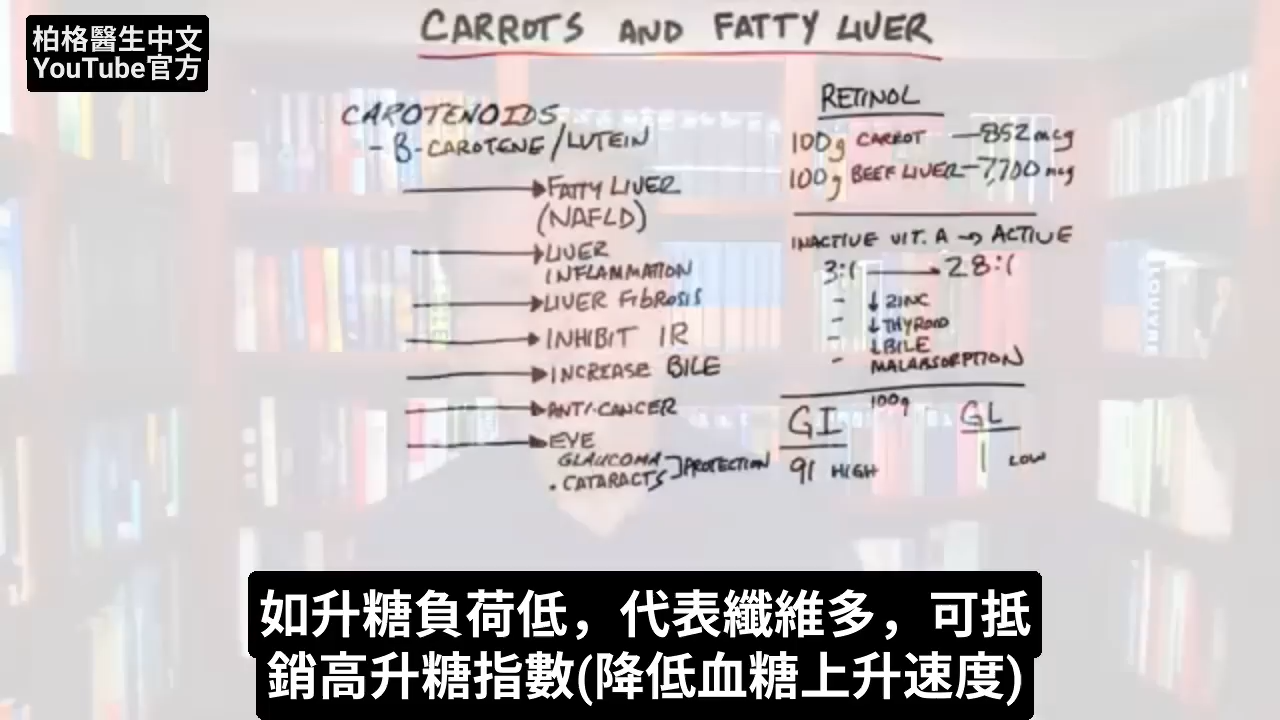 柏格醫生中文
YouTube官方
CARROTS AND FATTY LIVER
CAROTENOIDS
- B-CAROTENE/LUTEIN
FATTY LIVER
(NAFLD)
LIVER
INFLAMMATION
LIVER FIBROSIS
INHIBIT IR
INCREASE BILE
ANTI-CANCER
EYE
GLAUCOMA
• CATARACTS
PROTECTION
RETINOL
100g CARROT — 852 mcg
100g BEEF LIVER — 7,700 mcg
INACTIVE VIT. A → ACTIVE
3:1 → 28:1
- ↓ ZINC
- ↓ THYROID
- ↓ BILE
- MALABSORPTION
100g
GI
GL
91 HIGH
1 LOW
如升糖負荷低，代表纖維多，可抵
銷高升糖指數(降低血糖上升速度)